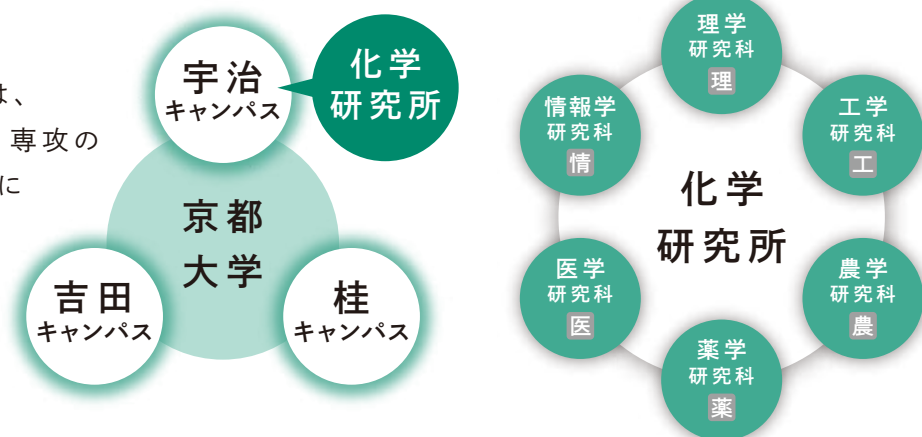 は、
専攻の
に
宇治
キャンパス
化学
研究所
京都
大学
吉田
キャンパス
桂
キャンパス
理学
研究科
理
情報学
研究科
情
工学
研究科
工
化学
研究所
医学
研究科
医
農学
研究科
農
薬学
研究科
薬